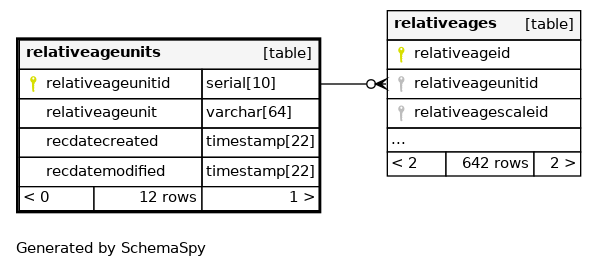 relativeageunits [table]
relativeageunitid serial[10]
relativeageunit varchar[64]
recdatecreated timestamp[22]
recdatemodified timestamp[22]
< 0 12 rows 1 >
relativeages [table]
relativeageid
relativeageunitid
relativeagescaleid
...
< 2 642 rows 2 >
Generated by SchemaSpy